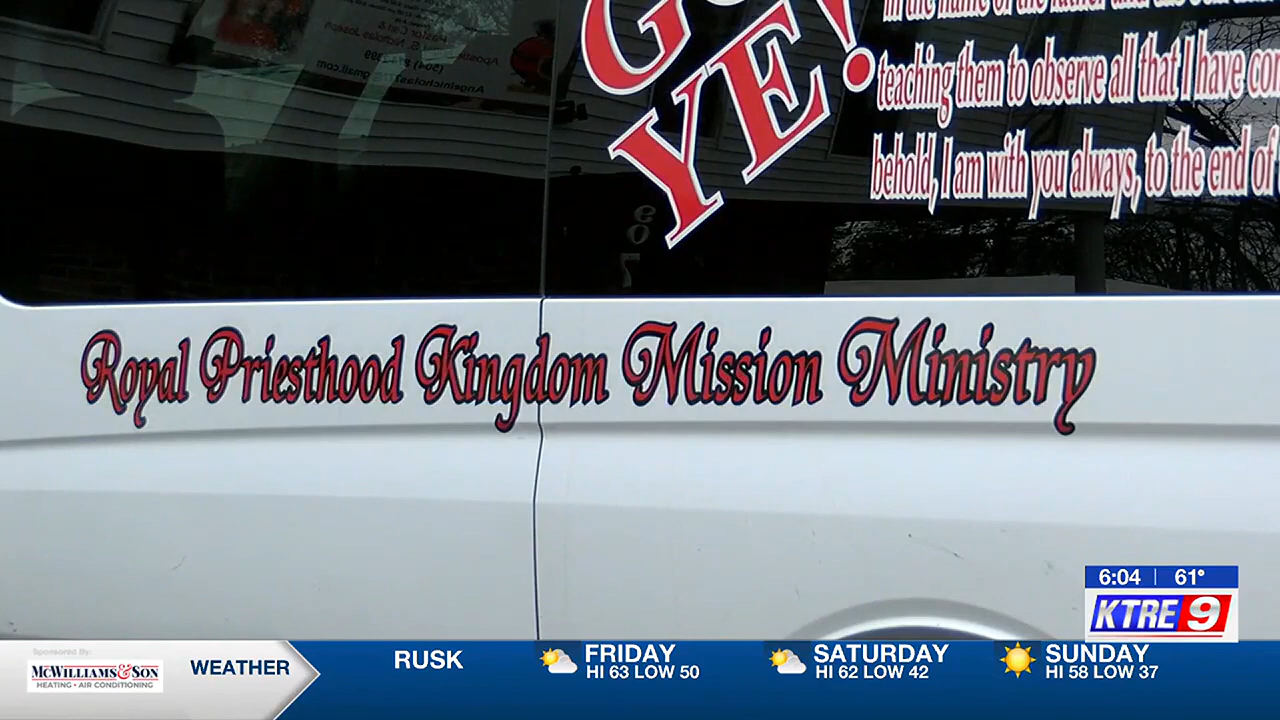 YE!
teaching them to observe all that I have
behold, I am with you always, to the end of
Royal Priesthood Kingdom Mission Ministry
6:04 | 61°
KTRE 9
Sponsored By:
McWILLIAMS & SON
HEATING • AIR CONDITIONING
WEATHER
RUSK
FRIDAY
HI 63 LOW 50
SATURDAY
HI 62 LOW 42
SUNDAY
HI 58 LOW 37